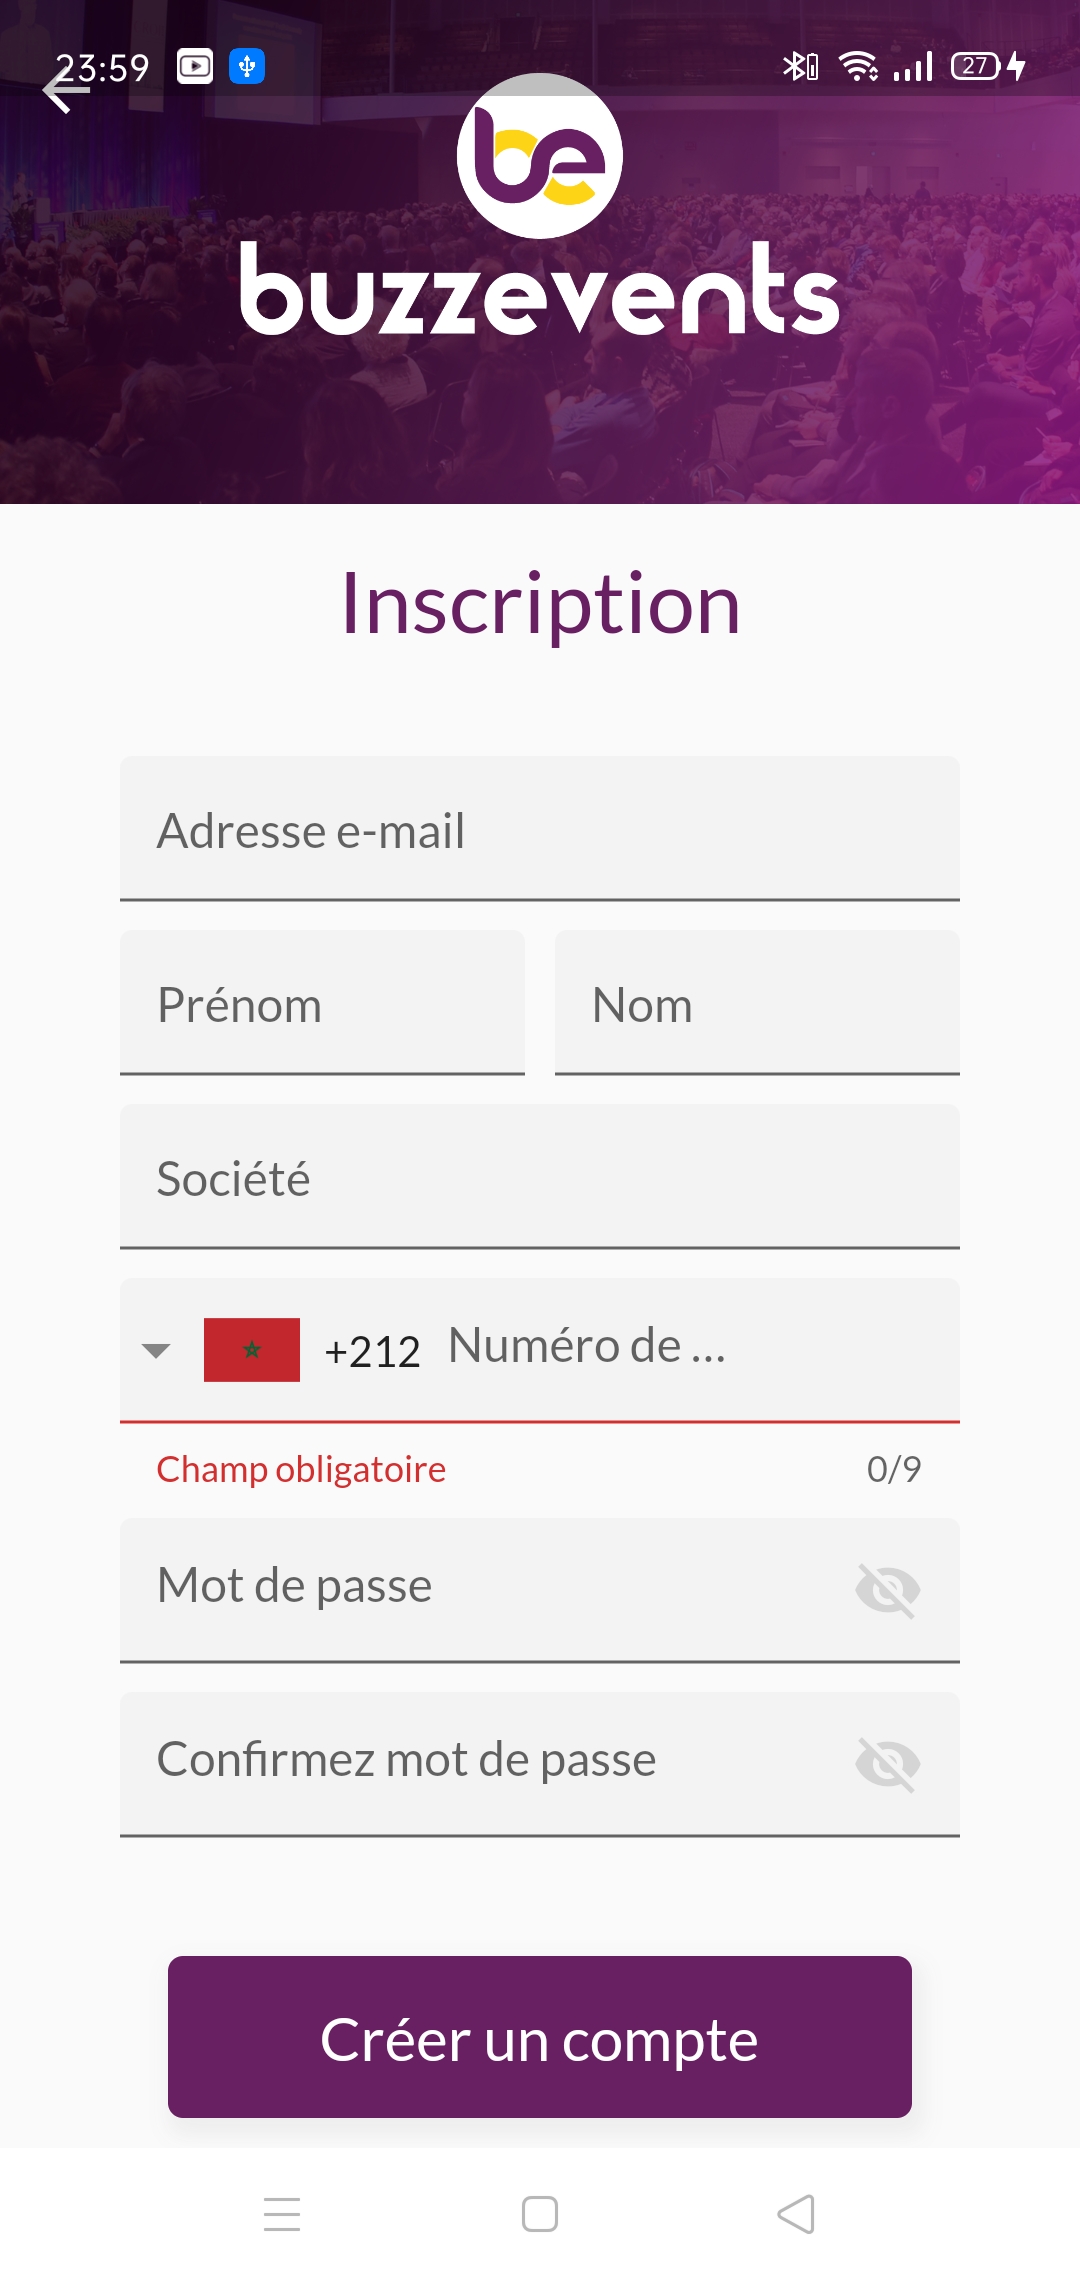 23:59
27
be
buzzevents
Inscription
Adresse e-mail
Prénom
Nom
Société
+212 Numéro de ...
Champ obligatoire 0/9
Mot de passe
Confirmez mot de passe
Créer un compte